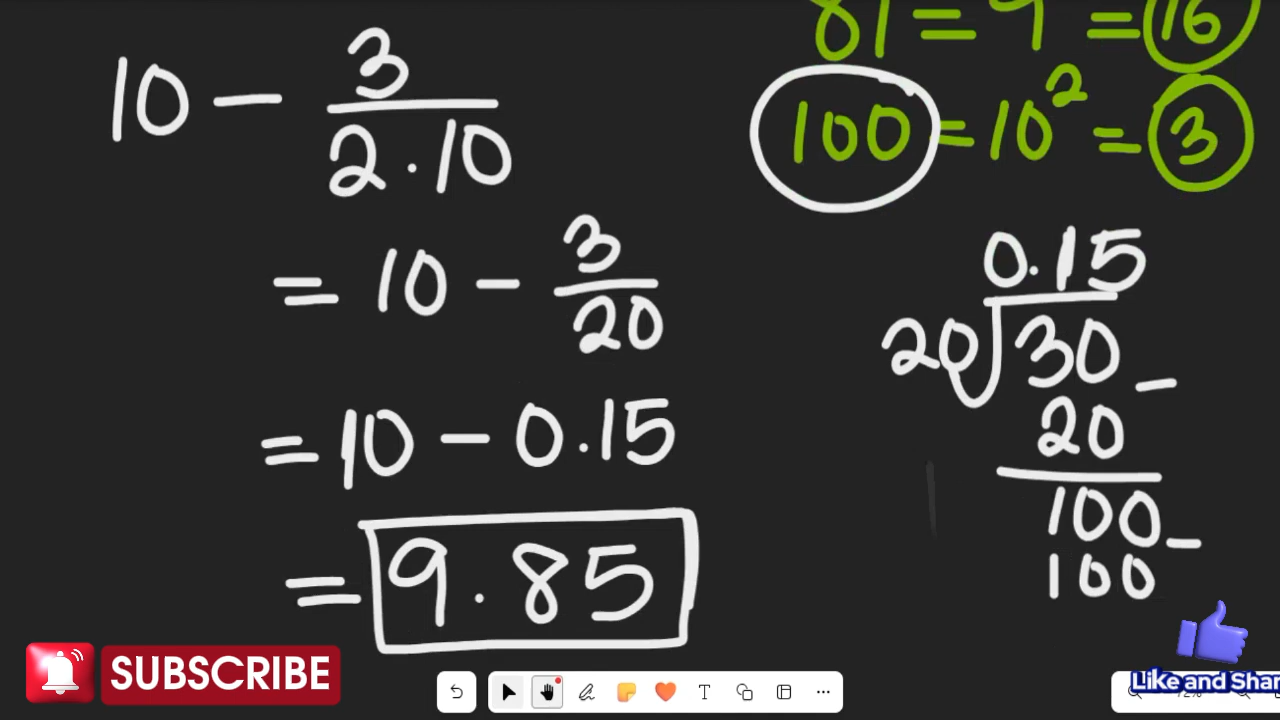 81 = 9 = 16
100 = 10² = 3
10 - 3/(2·10)
= 10 - 3/20
= 10 - 0.15
= 9.85
0.15
20)30 -
20
100 -
100
SUBSCRIBE
T
Like and Shar